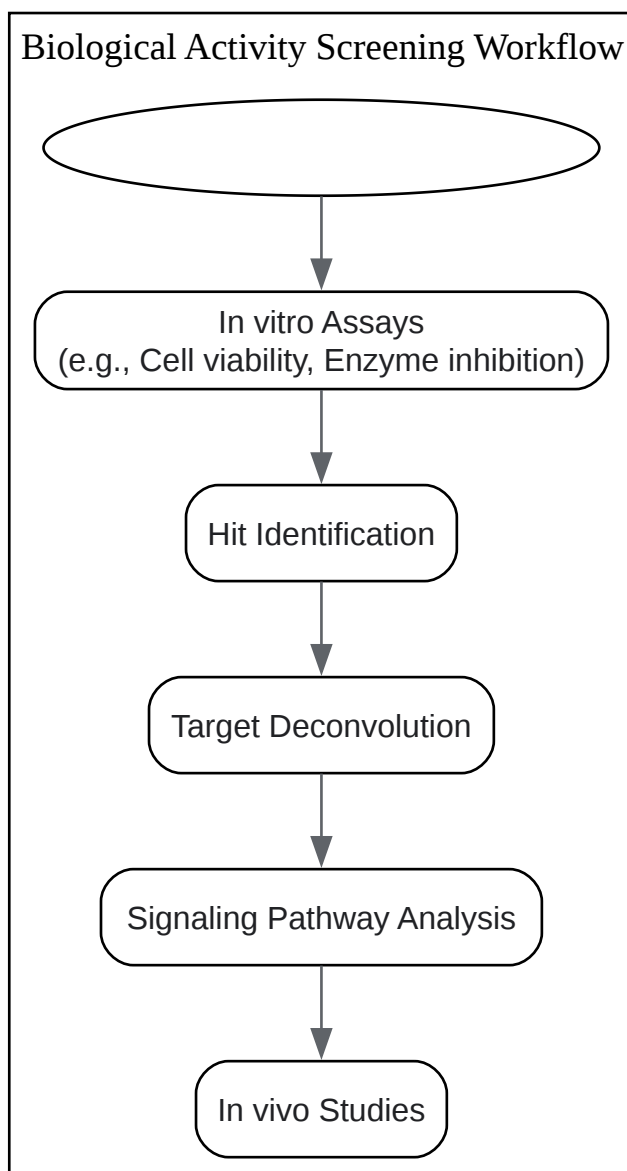 Biological Activity Screening Workflow
In vitro Assays
(e.g., Cell viability, Enzyme inhibition)
Hit Identification
Target Deconvolution
Signaling Pathway Analysis
In vivo Studies